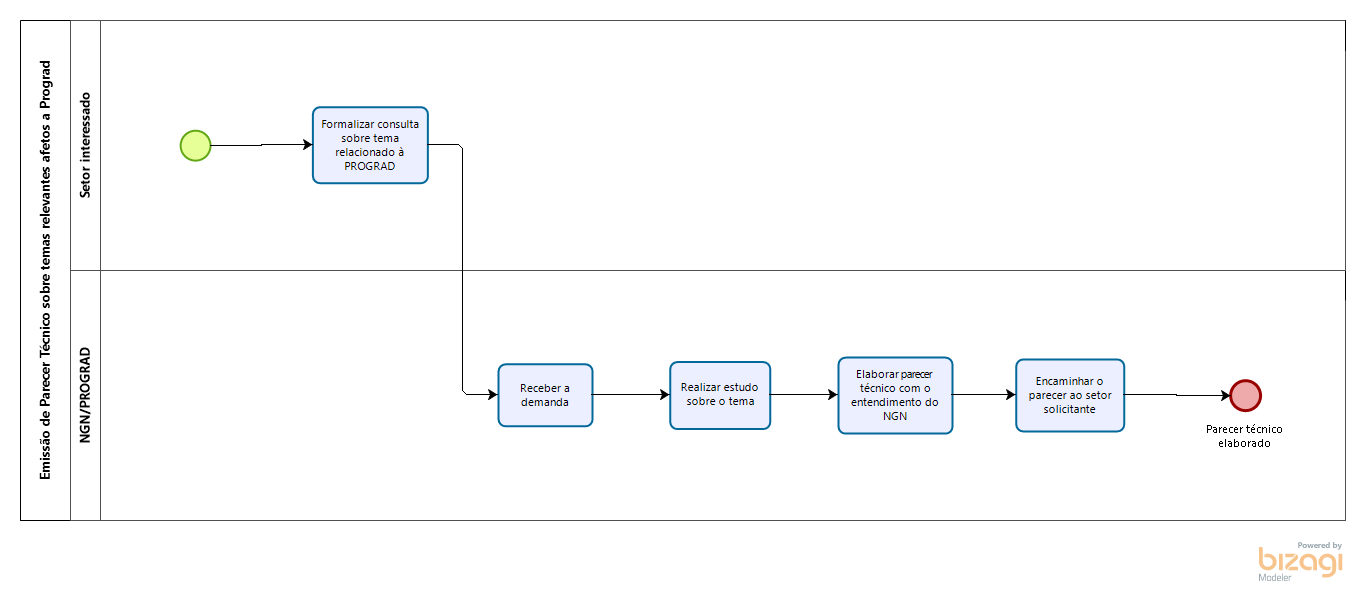 Emissão de Parecer Técnico sobre temas relevantes afetos a Prograd
Setor interessado
Formalizar consulta
sobre tema
relacionado à
PROGRAD
NGN/PROGRAD
Receber a
demanda
Realizar estudo
sobre o tema
Elaborar parecer
técnico com o
entendimento do
NGN
Encaminhar o
parecer ao setor
solicitante
Parecer técnico
elaborado
Powered by
bizagi
Modeler